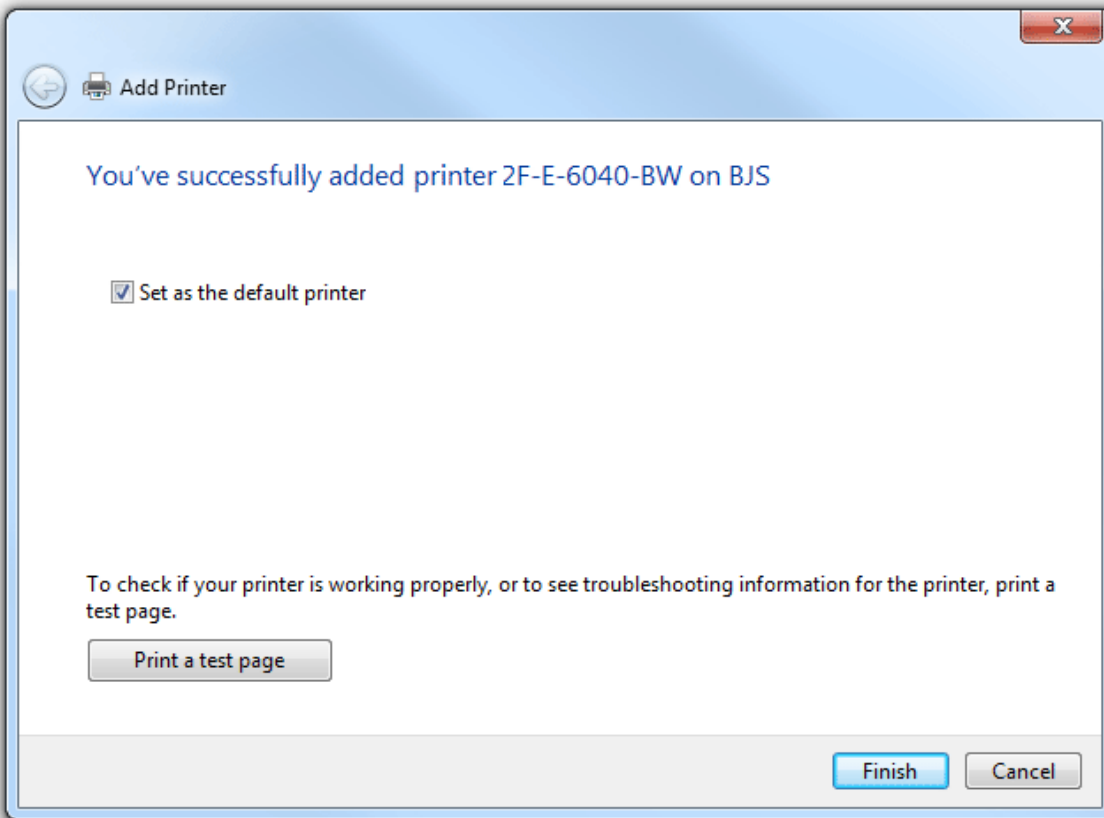 Add Printer
You've successfully added printer 2F-E-6040-BW on BJS
Set as the default printer
To check if your printer is working properly, or to see troubleshooting information for the printer, print a
test page.
Print a test page
Finish
Cancel